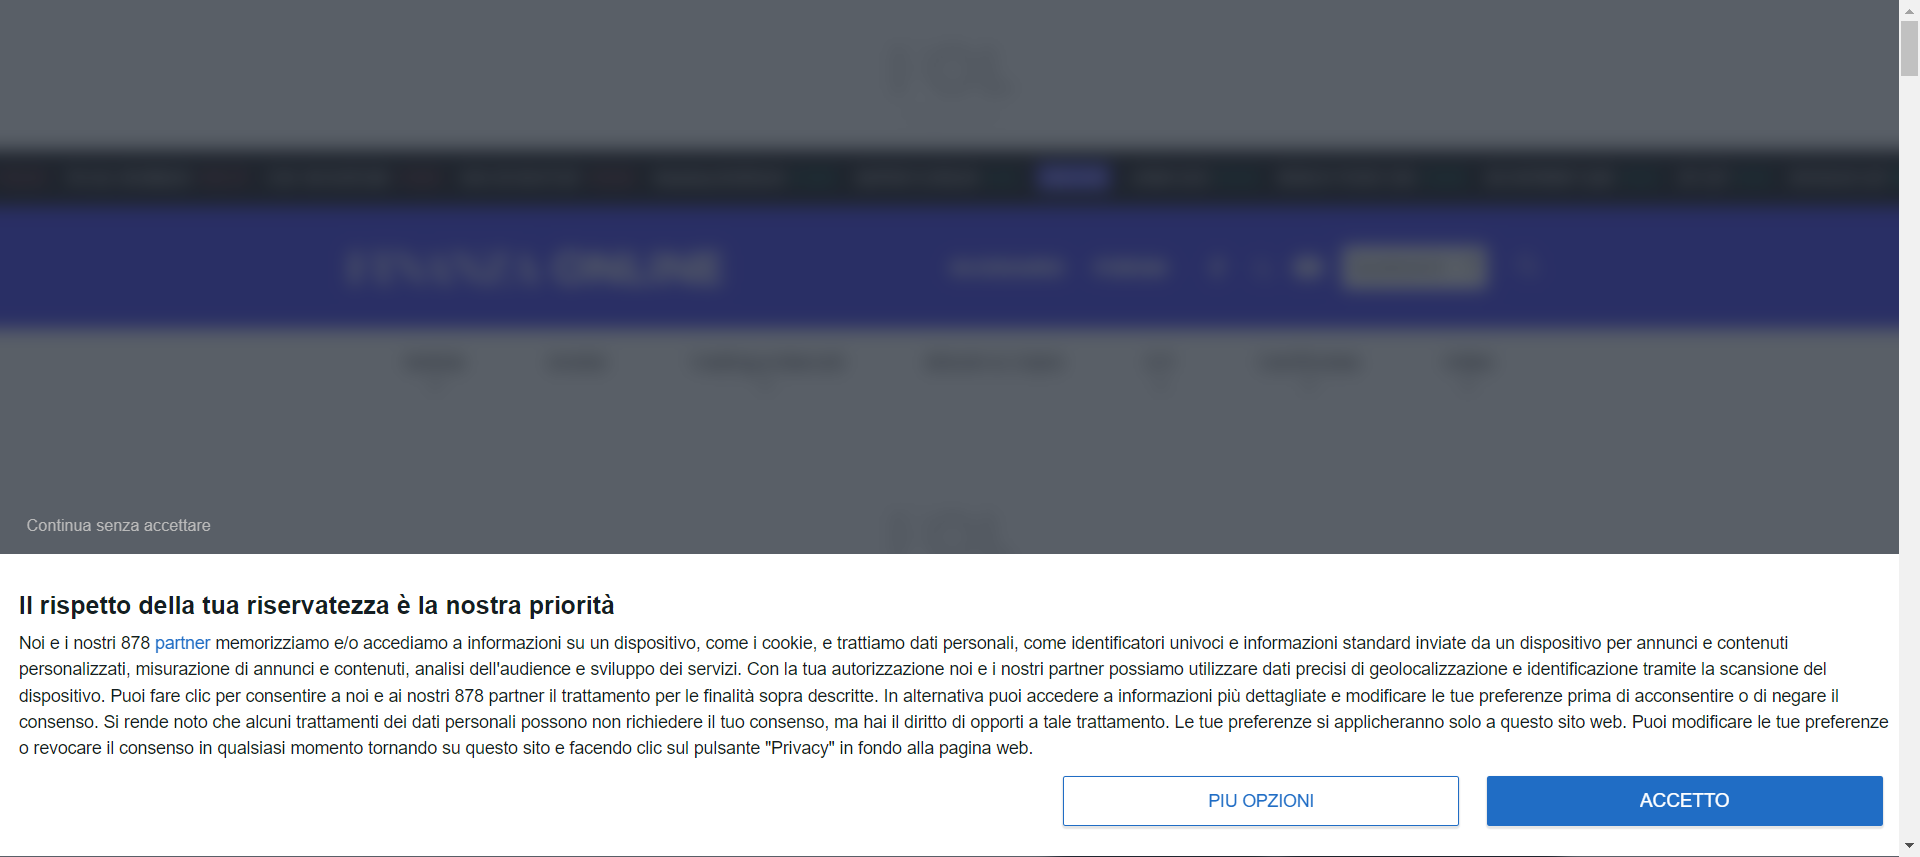 ONLINE
Continua senza accettare
Il rispetto della tua riservatezza è la nostra priorità
Noi e i nostri 878 partner memorizziamo e/o accediamo a informazioni su un dispositivo, come i cookie, e trattiamo dati personali, come identificatori univoci e informazioni standard inviate da un dispositivo per annunci e contenuti
personalizzati, misurazione di annunci e contenuti, analisi dell'audience e sviluppo dei servizi. Con la tua autorizzazione noi e i nostri partner possiamo utilizzare dati precisi di geolocalizzazione e identificazione tramite la scansione del
dispositivo. Puoi fare clic per consentire a noi e ai nostri 878 partner il trattamento per le finalità sopra descritte. In alternativa puoi accedere a informazioni più dettagliate e modificare le tue preferenze prima di acconsentire o di negare il
consenso. Si rende noto che alcuni trattamenti dei dati personali possono non richiedere il tuo consenso, ma hai il diritto di opporti a tale trattamento. Le tue preferenze si applicheranno solo a questo sito web. Puoi modificare le tue preferenze
o revocare il consenso in qualsiasi momento tornando su questo sito e facendo clic sul pulsante "Privacy" in fondo alla pagina web.
PIU OPZIONI
ACCETTO